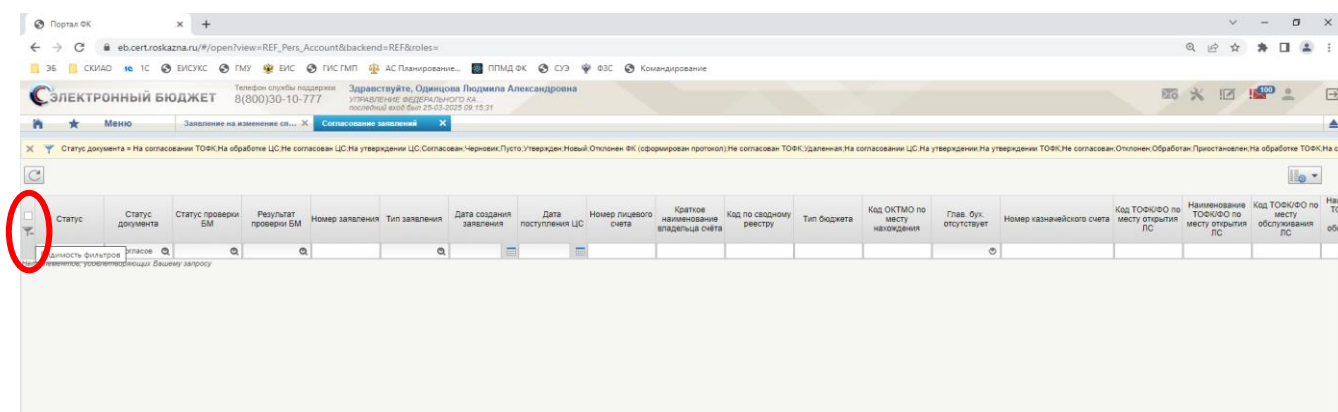 Портал ФК
eb.cert.roskazna.ru/#/open?view=REF_Pers_Account&backend=REF&roles=
ЭБ СКИАО 1С ЕИСУКС ГМУ ЕИС ГИС ГМП АС Планирование... ППМД ФК СУЭ ФЗС Командирование
ЭЛЕКТРОННЫЙ БЮДЖЕТ
Телефон службы поддержки
8(800)30-10-777
Здравствуйте, Одинцова Людмила Александровна
УПРАВЛЕНИЕ ФЕДЕРАЛЬНОГО КА...
последний вход был 25-03-2025 09:15:31
100
Меню Заявление на изменение св... Согласование заявлений
Статус документа = На согласовании ТОФК;На обработке ЦС;Не согласован ЦС;На утверждении ЦС;Согласован;Черновик;Пусто;Утвержден;Новый;Отклонен ФК (сформирован протокол);Не согласован ТОФК;Удаленная;На согласовании ЦС;На утверждении;На утверждении ТОФК;Не согласован;Отклонен;Обработан;Приостановлен;На обработке ТОФК;На с
Статус
Статус документа
Статус проверки БМ
Результат проверки БМ
Номер заявления
Тип заявления
Дата создания заявления
Дата поступления ЦС
Номер лицевого счета
Краткое наименование владельца счёта
Код по сводному реестру
Тип бюджета
Код ОКТМО по месту нахождения
Глав. бух. отсутствует
Номер казначейского счета
Код ТОФК/ФО по месту открытия ЛС
Наименование ТОФК/ФО по месту открытия ЛС
Код ТОФК/ФО по месту обслуживания ЛС
огласов
Видимость фильтров
Нет элементов, удовлетворяющих Вашему запросу